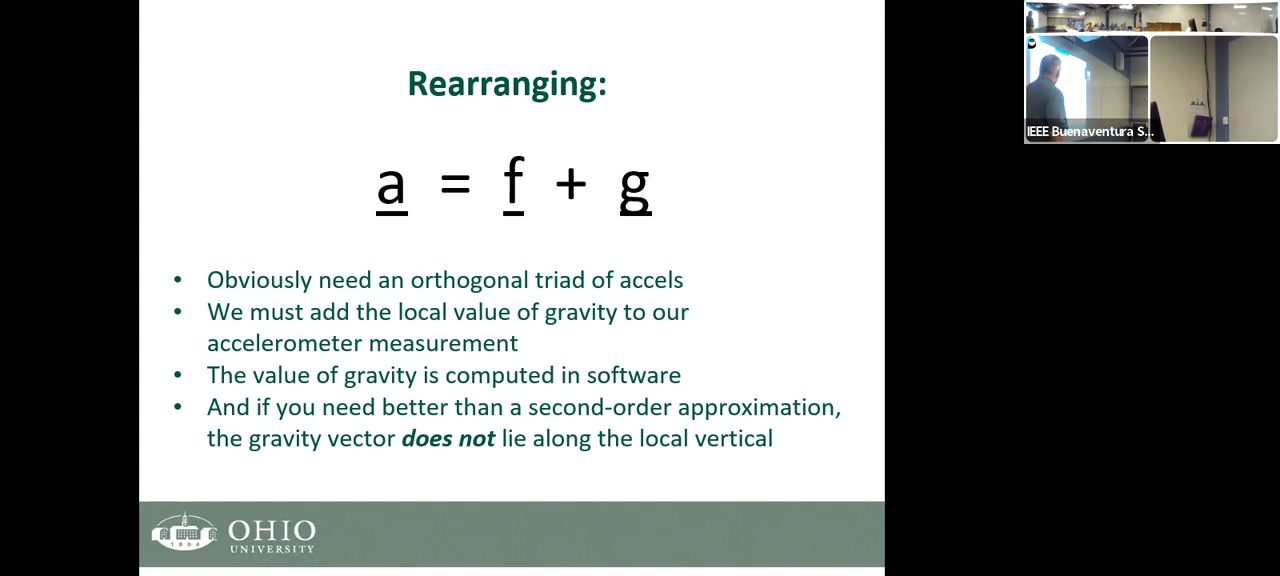 Rearranging:
a = f + g
• Obviously need an orthogonal triad of accels
• We must add the local value of gravity to our
accelerometer measurement
• The value of gravity is computed in software
• And if you need better than a second-order approximation,
the gravity vector does not lie along the local vertical
1804
OHIO
UNIVERSITY
IEEE Buenaventura S...